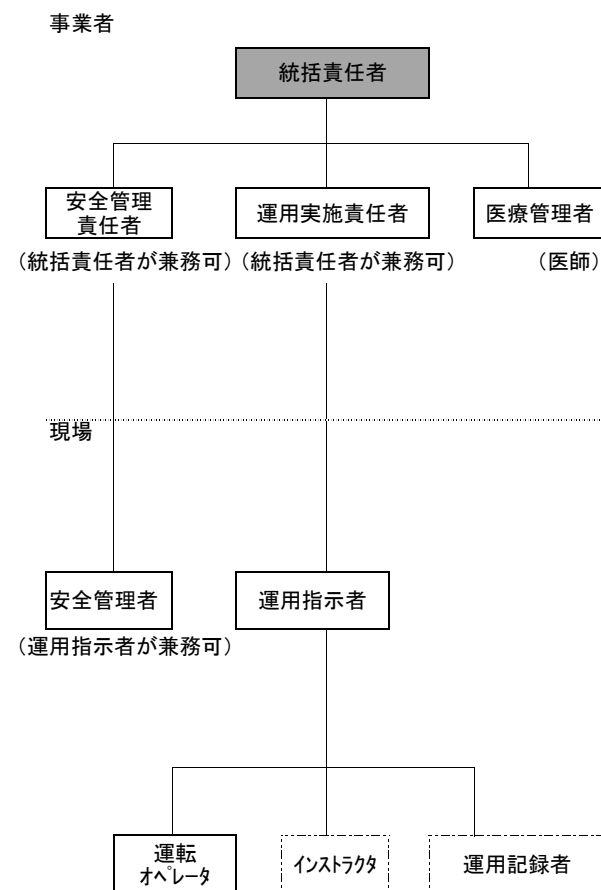 事業者
統括責任者
安全管理
責任者
運用実施責任者
医療管理者
（統括責任者が兼務可）
（統括責任者が兼務可）
（医師）
現場
安全管理者
運用指示者
（運用指示者が兼務可）
運転
ｵﾍﾟﾚｰﾀ
ｲﾝｽﾄﾗｸﾀ
運用記録者